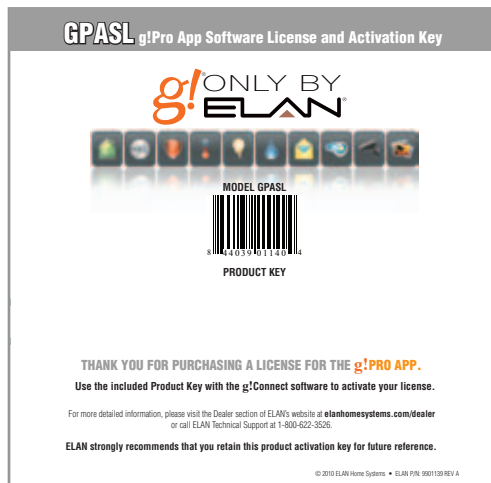 GPASL g!Pro App Software License and Activation Key
g! ONLY BY
ELAN®
MODEL GPASL
8 44039 01140 4
PRODUCT KEY
THANK YOU FOR PURCHASING A LICENSE FOR THE g!PRO APP.
Use the included Product Key with the g!Connect software to activate your license.
For more detailed information, please visit the Dealer section of ELAN's website at elanhomesystems.com/dealer
or call ELAN Technical Support at 1-800-622-3526.
ELAN strongly recommends that you retain this product activation key for future reference.
© 2010 ELAN Home Systems • ELAN P/N: 9901139 REV A